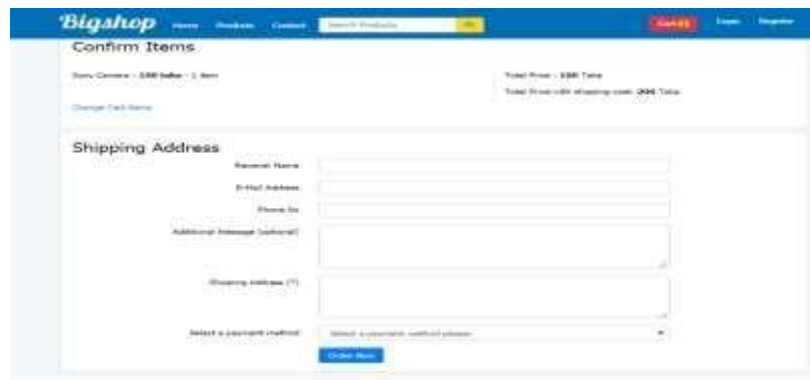 Bigshop Home Products Contact Search Products Login Register
Confirm Items
Sony Camera - 100 taka - 1 item
Total Price : 100 Taka
Total Price with shipping cost: 200 Taka
Change Cart Items
Shipping Address
Receiver Name
E-Mail Address
Phone No
Additional Message (optional)
Shipping Address (*)
Select a payment method
Select a payment method please
Order Now